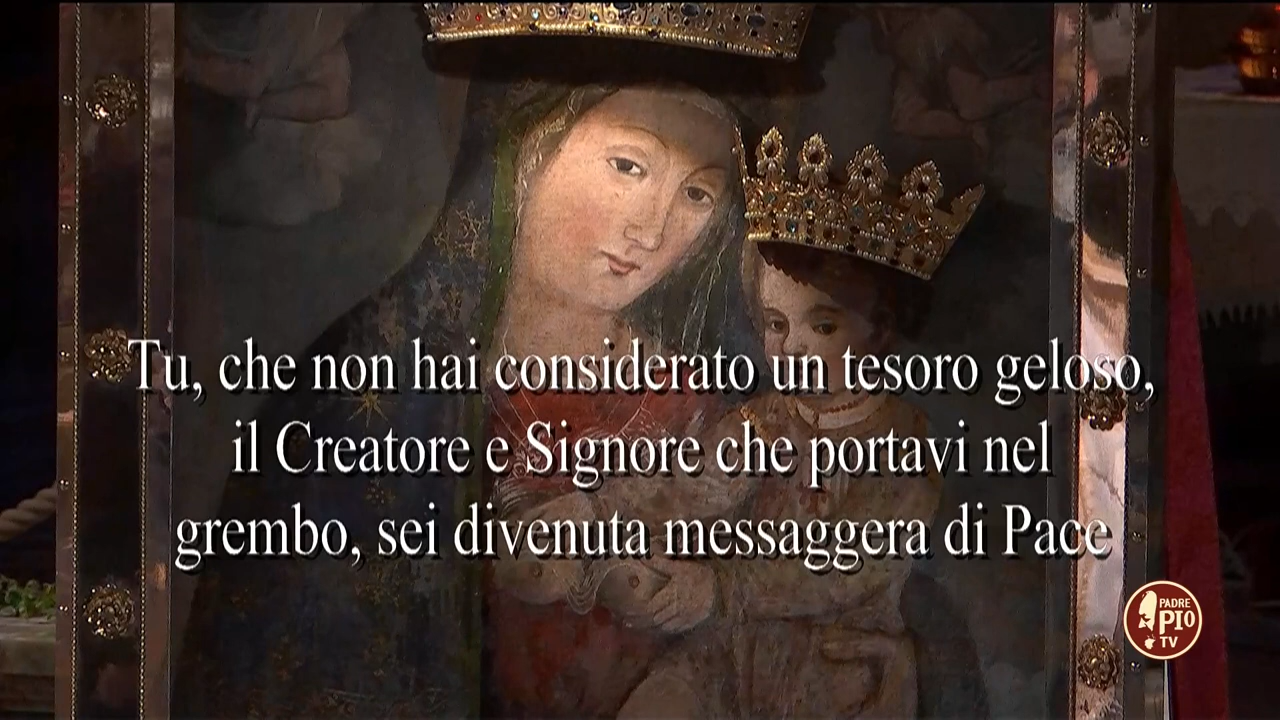 Tu, che non hai considerato un tesoro geloso,
il Creatore e Signore che portavi nel
grembo, sei divenuta messaggera di Pace
PADRE
PIO
TV